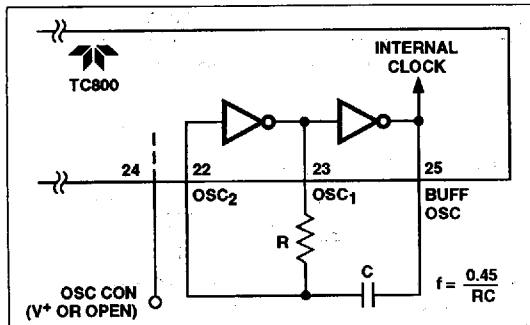 TC800
INTERNAL
CLOCK
24
22
23
25
OSC₂
OSC₁
BUFF
OSC
R
C
f = 0.45
RC
OSC CON
(V⁺ OR OPEN)